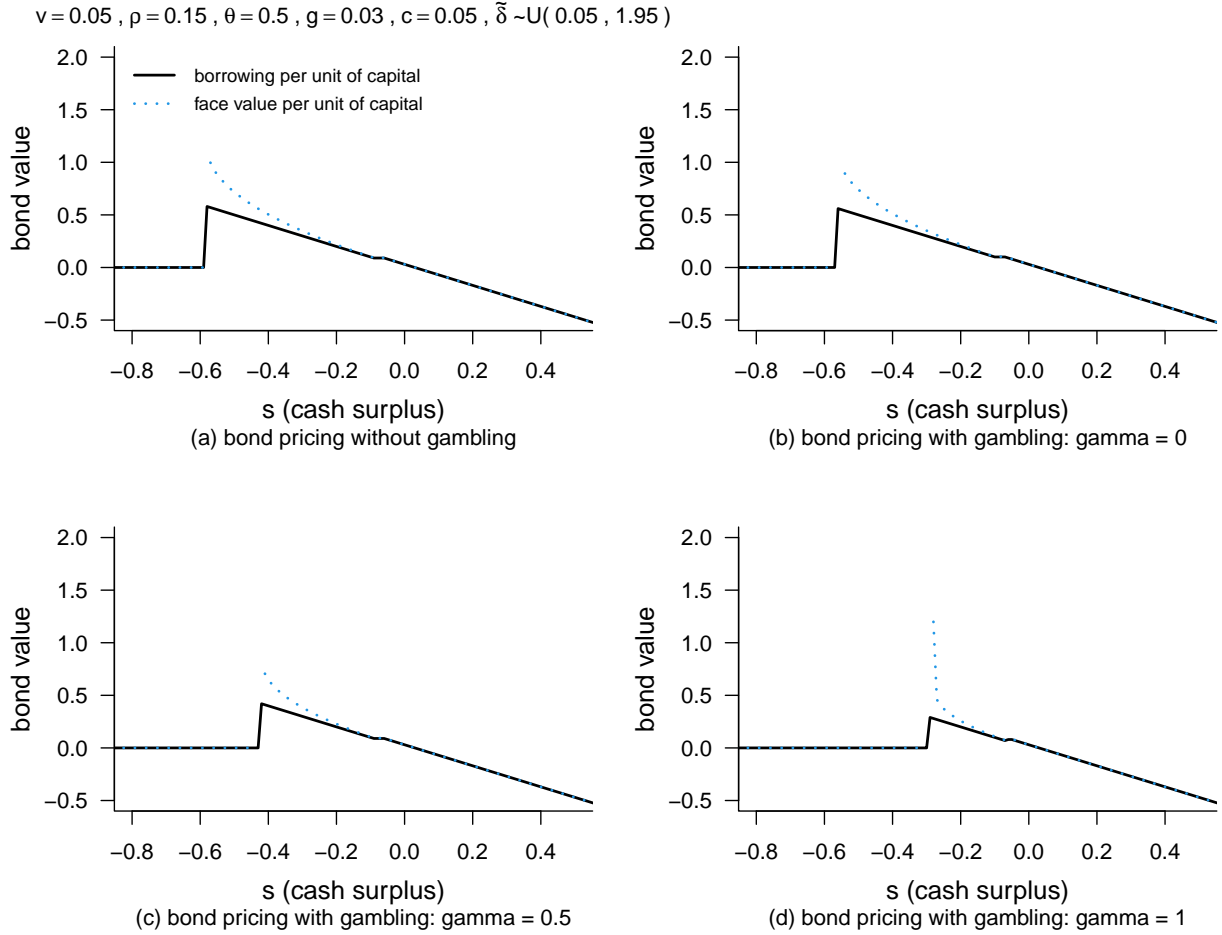 v = 0.05 , ρ = 0.15 , θ = 0.5 , g = 0.03 , c = 0.05 , δ̃ ~U( 0.05 , 1.95 )
bond value
2.0
1.5
1.0
0.5
0.0
−0.5
borrowing per unit of capital
face value per unit of capital
−0.8 −0.6 −0.4 −0.2 0.0 0.2 0.4
s (cash surplus)
(a) bond pricing without gambling
bond value
2.0
1.5
1.0
0.5
0.0
−0.5
−0.8 −0.6 −0.4 −0.2 0.0 0.2 0.4
s (cash surplus)
(b) bond pricing with gambling: gamma = 0
bond value
2.0
1.5
1.0
0.5
0.0
−0.5
−0.8 −0.6 −0.4 −0.2 0.0 0.2 0.4
s (cash surplus)
(c) bond pricing with gambling: gamma = 0.5
bond value
2.0
1.5
1.0
0.5
0.0
−0.5
−0.8 −0.6 −0.4 −0.2 0.0 0.2 0.4
s (cash surplus)
(d) bond pricing with gambling: gamma = 1